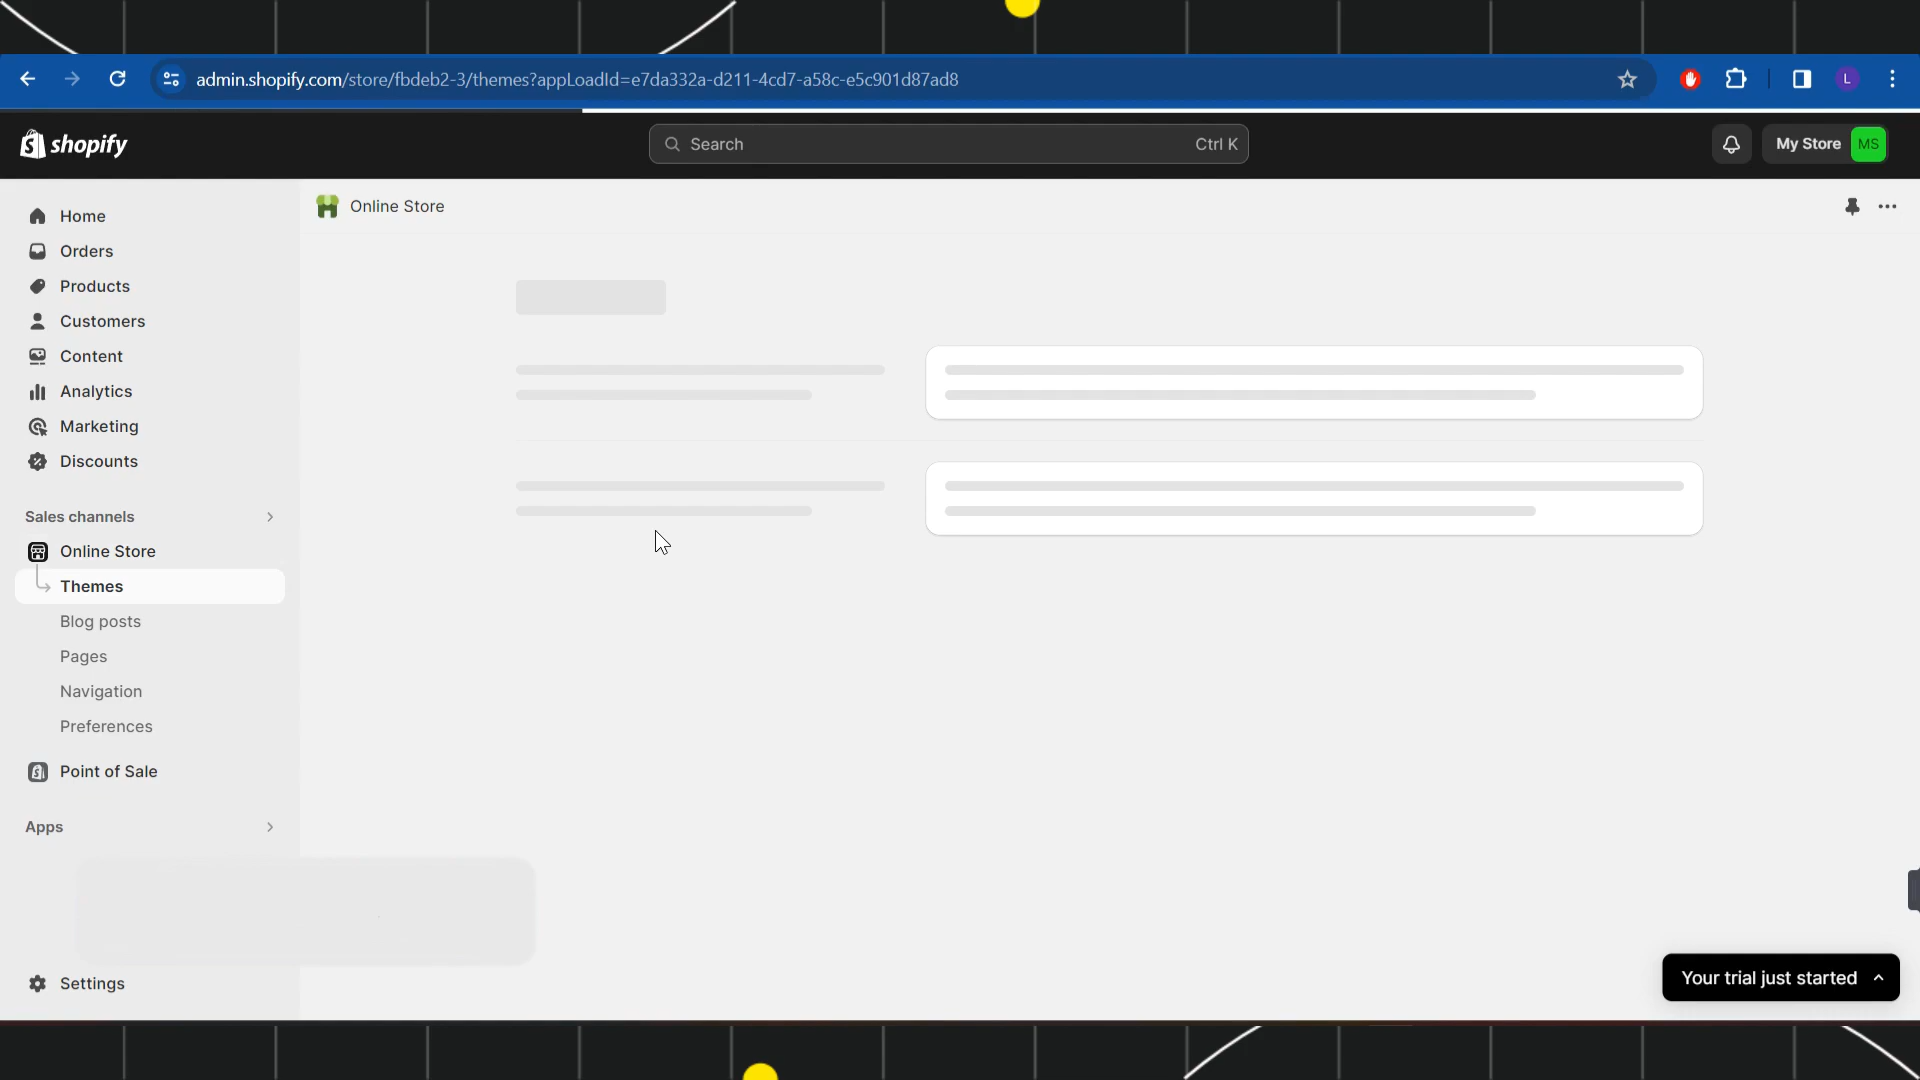 admin.shopify.com/store/fbdeb2-3/themes?appLoadId=e7da332a-d211-4cd7-a58c-e5c901d87ad8
L
shopify
Search
Ctrl K
My Store
MS
Online Store
Home
Orders
Products
Customers
Content
Analytics
Marketing
Discounts
Sales channels
Online Store
Themes
Blog posts
Pages
Navigation
Preferences
Point of Sale
Apps
Settings
Your trial just started